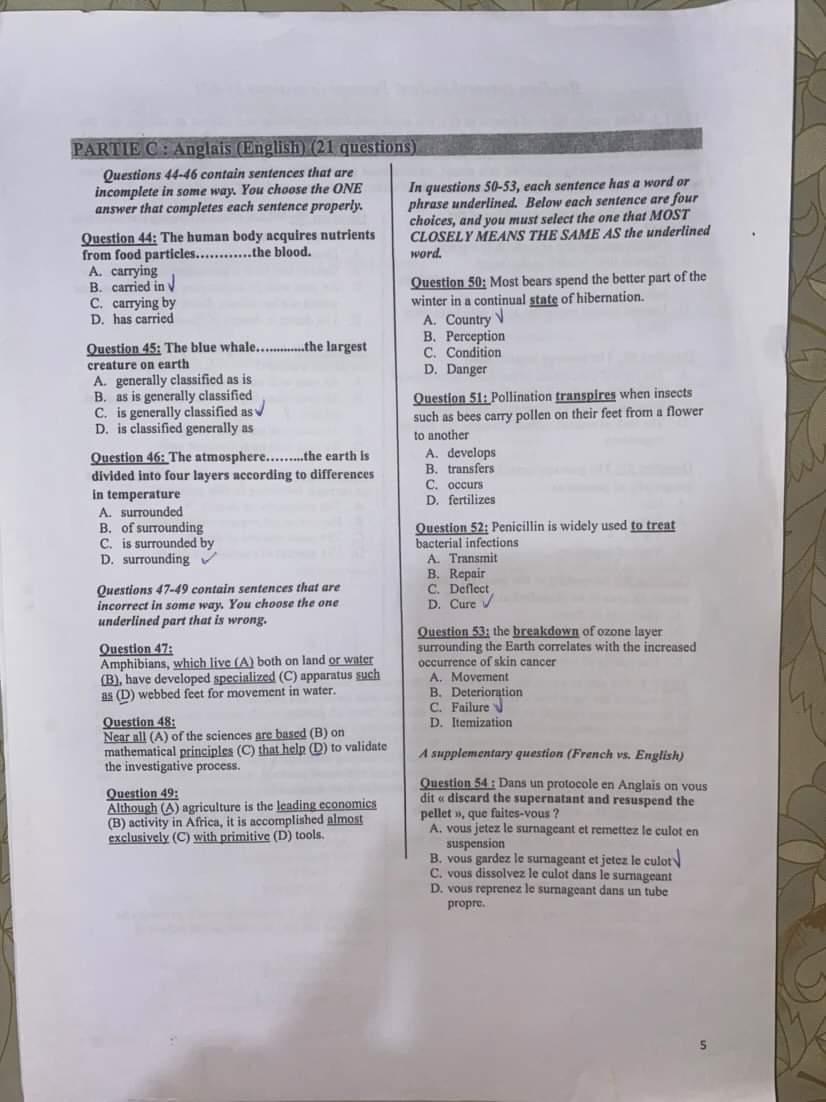 PARTIE C : Anglais (English) (21 questions)
Questions 44-46 contain sentences that are
incomplete in some way. You choose the ONE
answer that completes each sentence properly.
Question 44: The human body acquires nutrients
from food particles............the blood.
A. carrying
B. carried in
C. carrying by
D. has carried
Question 45: The blue whale.............the largest
creature on earth
A. generally classified as is
B. as is generally classified
C. is generally classified as
D. is classified generally as
Question 46: The atmosphere.........the earth is
divided into four layers according to differences
in temperature
A. surrounded
B. of surrounding
C. is surrounded by
D. surrounding
Questions 47-49 contain sentences that are
incorrect in some way. You choose the one
underlined part that is wrong.
Question 47:
Amphibians, which live (A) both on land or water
(B), have developed specialized (C) apparatus such
as (D) webbed feet for movement in water.
Question 48:
Near all (A) of the sciences are based (B) on
mathematical principles (C) that help (D) to validate
the investigative process.
Question 49:
Although (A) agriculture is the leading economics
(B) activity in Africa, it is accomplished almost
exclusively (C) with primitive (D) tools.
In questions 50-53, each sentence has a word or
phrase underlined. Below each sentence are four
choices, and you must select the one that MOST
CLOSELY MEANS THE SAME AS the underlined
word.
Question 50: Most bears spend the better part of the
winter in a continual state of hibernation.
A. Country
B. Perception
C. Condition
D. Danger
Question 51: Pollination transpires when insects
such as bees carry pollen on their feet from a flower
to another
A. develops
B. transfers
C. occurs
D. fertilizes
Question 52: Penicillin is widely used to treat
bacterial infections
A. Transmit
B. Repair
C. Deflect
D. Cure
Question 53: the breakdown of ozone layer
surrounding the Earth correlates with the increased
occurrence of skin cancer
A. Movement
B. Deterioration
C. Failure
D. Itemization
A supplementary question (French vs. English)
Question 54 : Dans un protocole en Anglais on vous
dit « discard the supernatant and resuspend the
pellet », que faites-vous ?
A. vous jetez le surnageant et remettez le culot en
suspension
B. vous gardez le surnageant et jetez le culot
C. vous dissolvez le culot dans le surnageant
D. vous reprenez le surnageant dans un tube
propre.
5